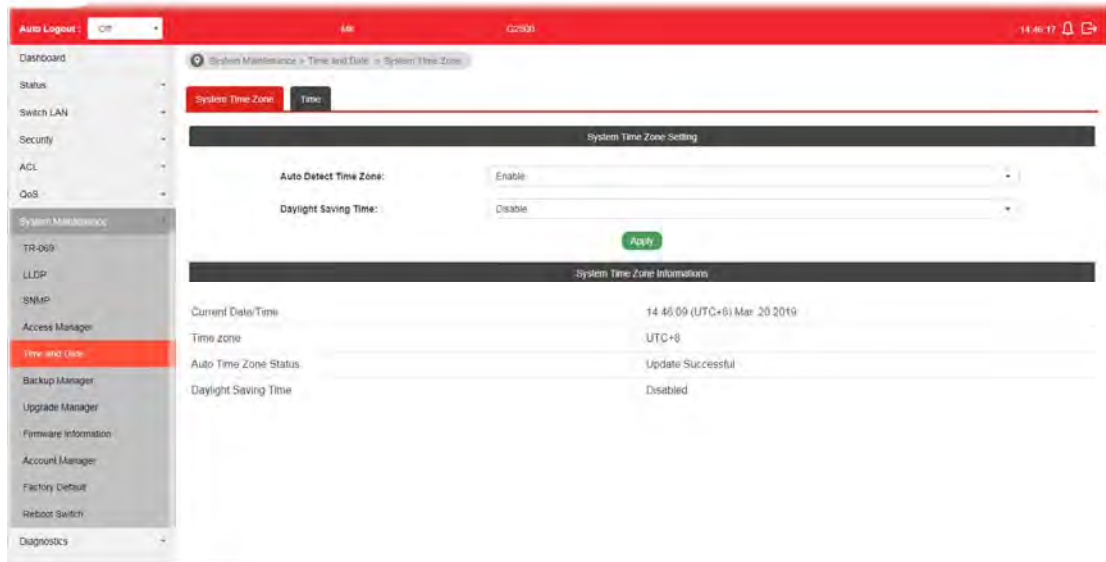 Auto Logout : Off G2500 14:46:17
Dashboard
Status
Switch LAN
Security
ACL
QoS
System Maintenance
TR-069
LLDP
SNMP
Access Manager
Time and Date
Backup Manager
Upgrade Manager
Firmware Information
Account Manager
Factory Default
Reboot Switch
Diagnostics
System Maintenance > Time and Date > System Time Zone
System Time Zone Time
System Time Zone Setting
Auto Detect Time Zone: Enable
Daylight Saving Time: Disable
Apply
System Time Zone Informations
Current Date/Time 14:46:09 (UTC+8) Mar. 20 2019
Time zone UTC+8
Auto Time Zone Status Update Successful
Daylight Saving Time Disabled